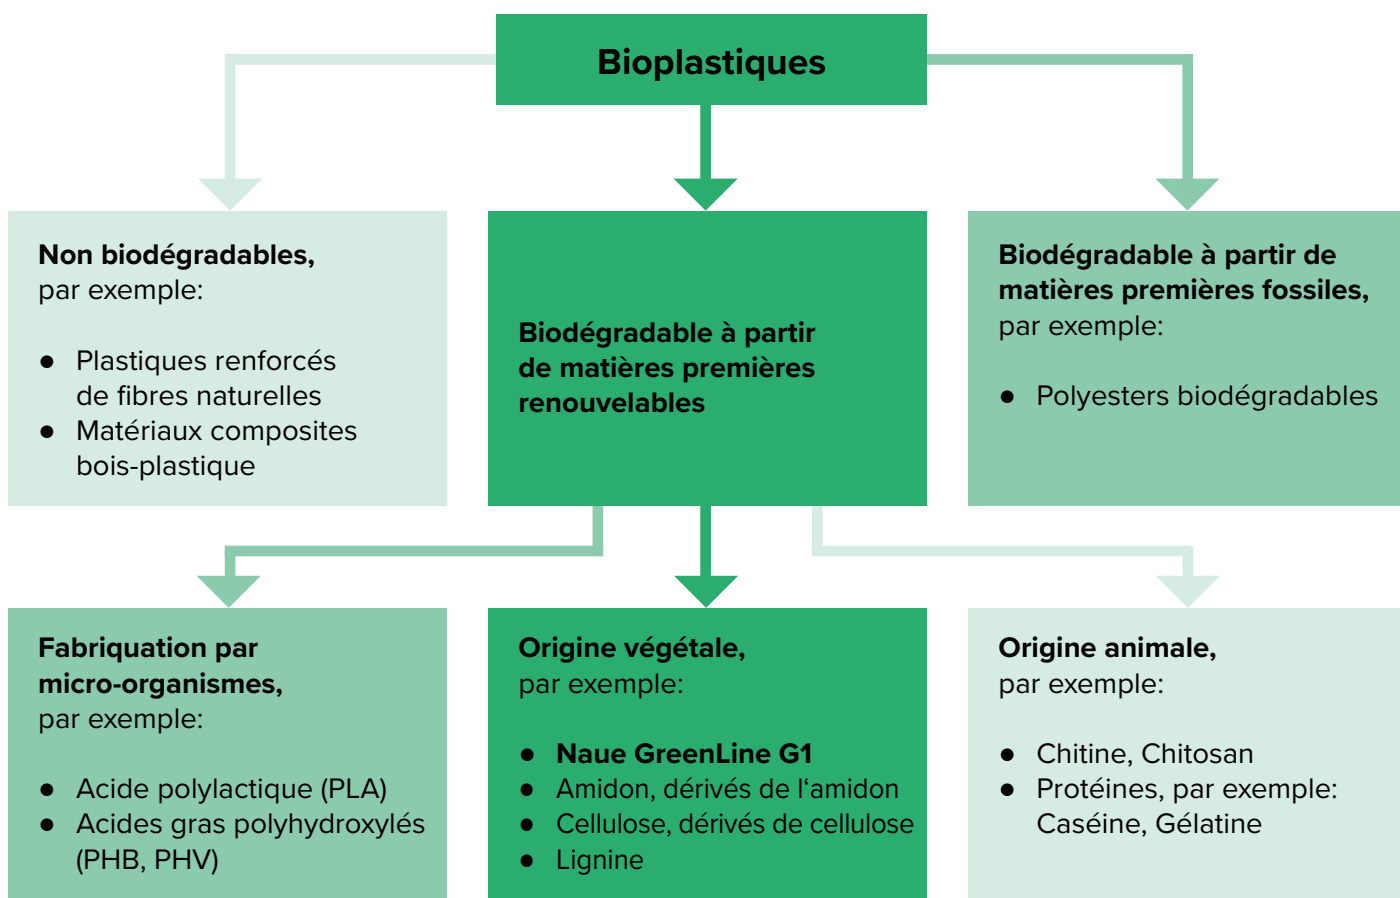 Bioplastiques
Non biodégradables,
par exemple:
● Plastiques renforcés
de fibres naturelles
● Matériaux composites
bois-plastique
Biodégradable à partir
de matières premières
renouvelables
Biodégradable à partir de
matières premières fossiles,
par exemple:
● Polyesters biodégradables
Fabriquation par
micro-organismes,
par exemple:
● Acide polylactique (PLA)
● Acides gras polyhydroxylés
(PHB, PHV)
Origine végétale,
par exemple:
● Naue GreenLine G1
● Amidon, dérivés de l‘amidon
● Cellulose, dérivés de cellulose
● Lignine
Origine animale,
par exemple:
● Chitine, Chitosan
● Protéines, par exemple:
Caséine, Gélatine